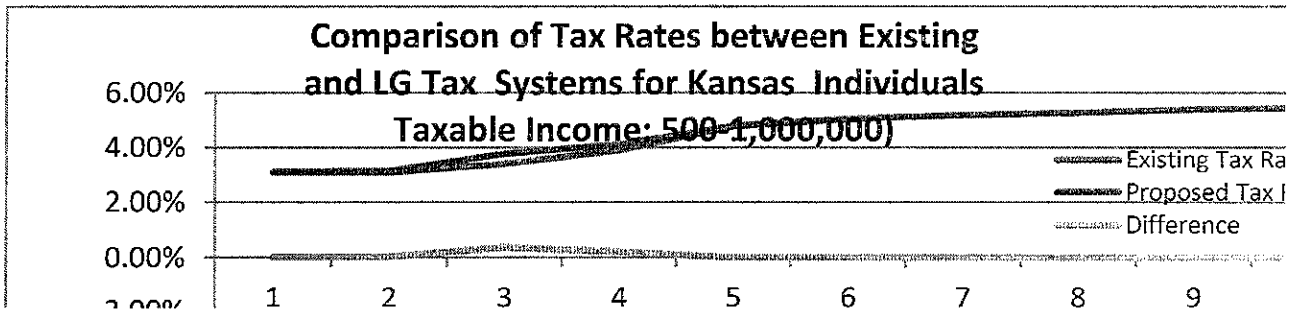 Comparison of Tax Rates between Existing
and LG Tax Systems for Kansas Individuals
Taxable Income: 500-1,000,000)
6.00%
4.00%
2.00%
0.00%
Existing Tax Ra
Proposed Tax
Difference
1 2 3 4 5 6 7 8 9